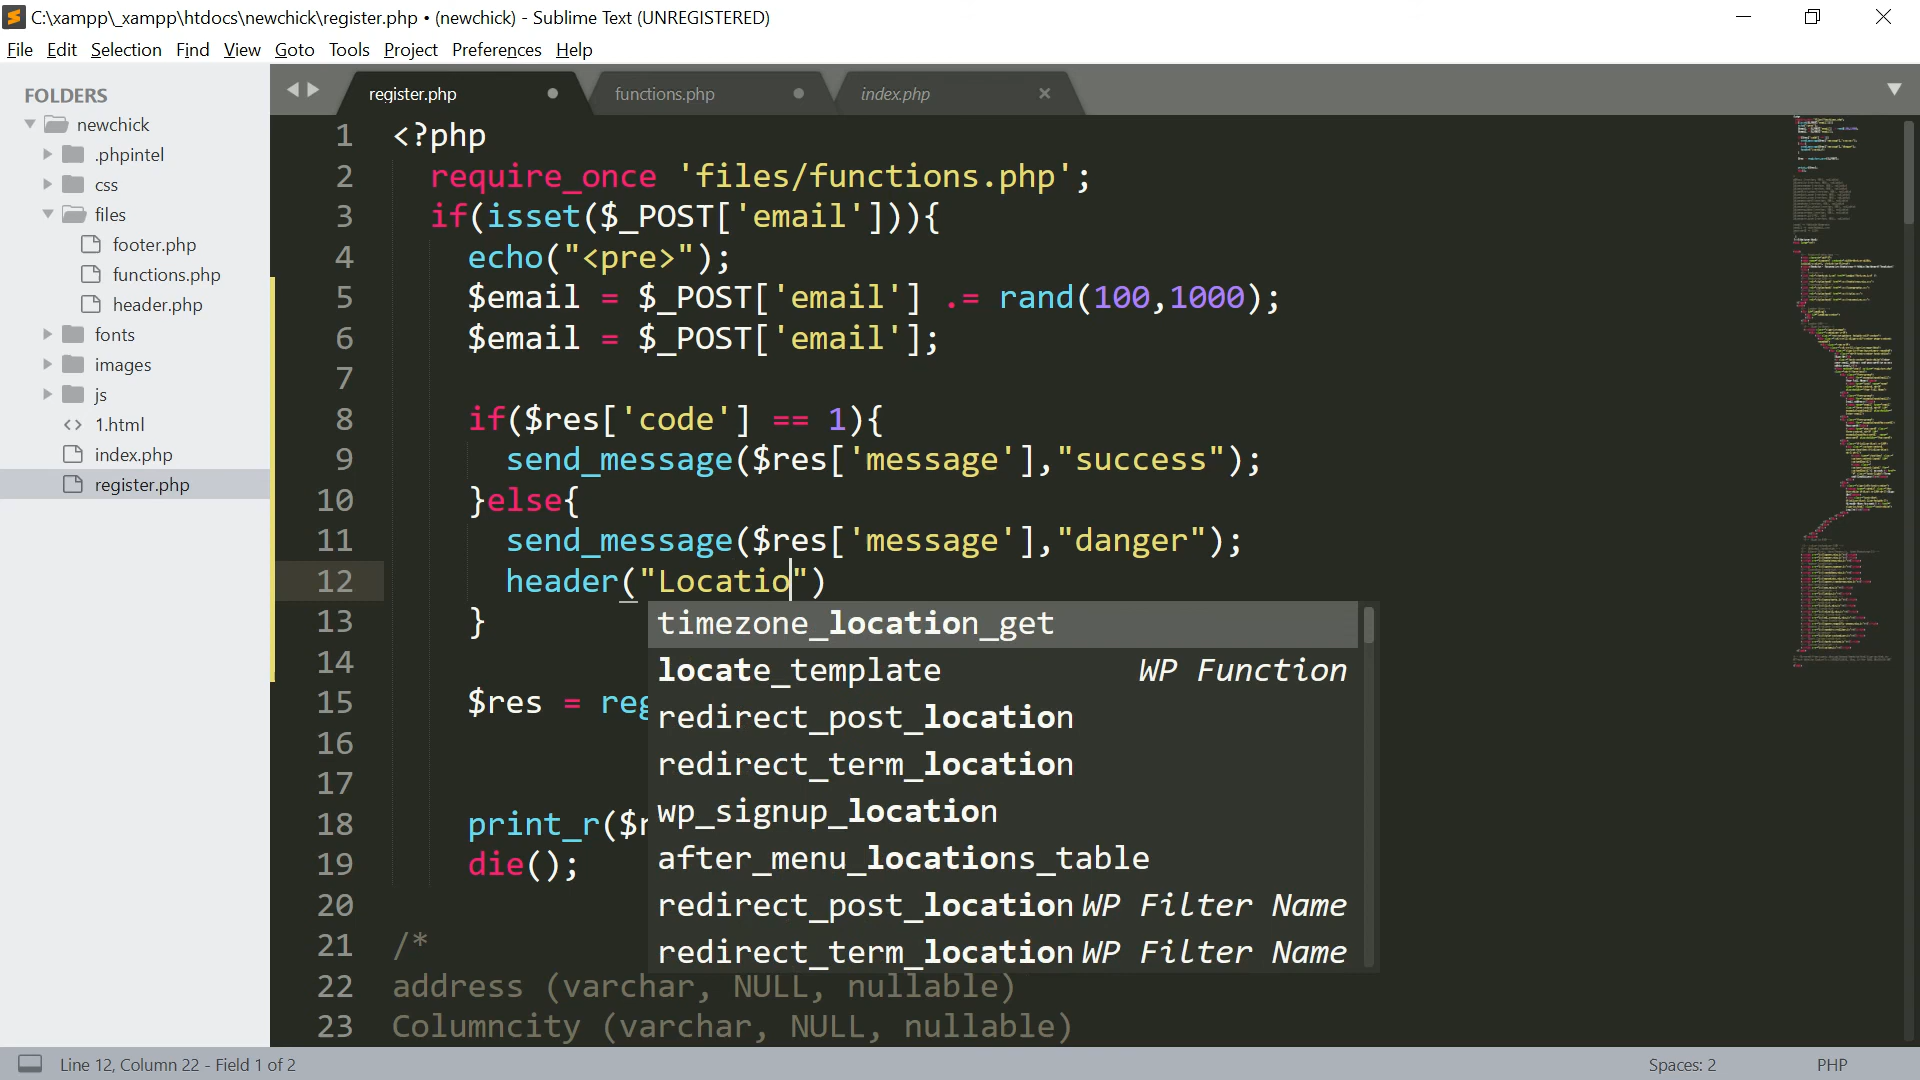 C:\xampp\_xampp\htdocs\newchick\register.php • (newchick) - Sublime Text (UNREGISTERED)
File Edit Selection Find View Goto Tools Project Preferences Help
FOLDERS
newchick
.phpintel
css
files
footer.php
functions.php
header.php
fonts
images
js
<> 1.html
index.php
register.php
register.php functions.php index.php
1 <?php
2 require_once 'files/functions.php';
3 if(isset($_POST['email'])){
4 echo("<pre>");
5 $email = $_POST['email'] .= rand(100,1000);
6 $email = $_POST['email'];
7
8 if($res['code'] == 1){
9 send_message($res['message'],"success");
10 }else{
11 send_message($res['message'],"danger");
12 header("Locatio")
13 }
14
15 $res = reg
16
17
18 print_r($r
19 die();
20
21 /*
22 address (varchar, NULL, nullable)
23 Columncity (varchar, NULL, nullable)
timezone_location_get
locate_template WP Function
redirect_post_location
redirect_term_location
wp_signup_location
after_menu_locations_table
redirect_post_location WP Filter Name
redirect_term_location WP Filter Name
Line 12, Column 22 - Field 1 of 2
Spaces: 2
PHP